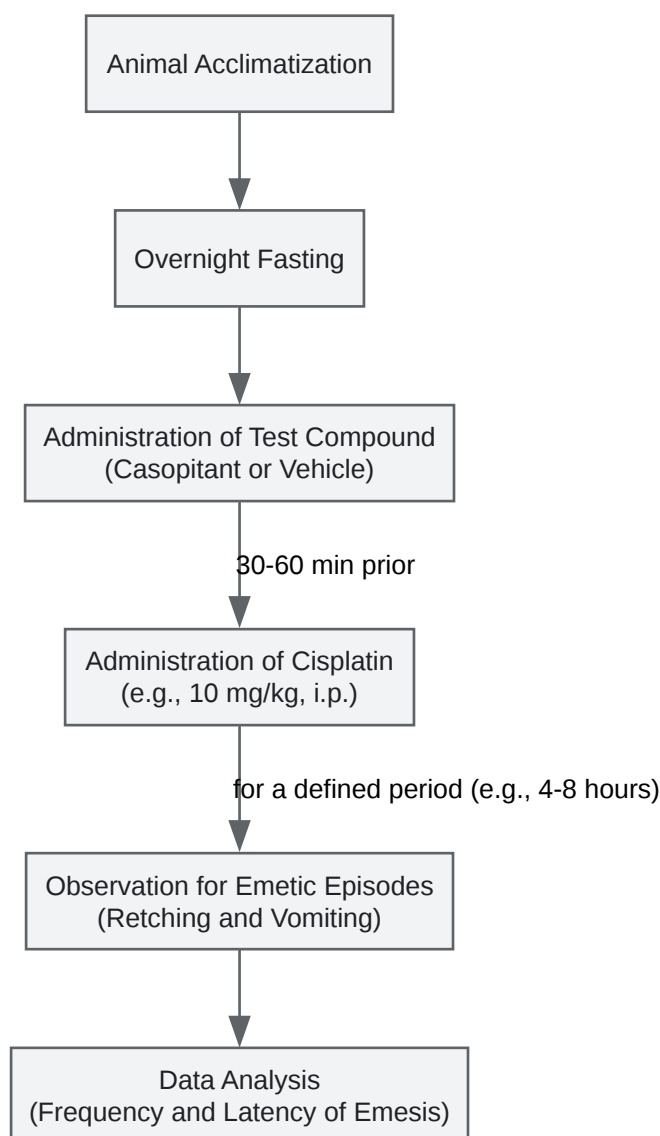 Animal Acclimatization
Overnight Fasting
Administration of Test Compound
(Casopitant or Vehicle)
30-60 min prior
Administration of Cisplatin
(e.g., 10 mg/kg, i.p.)
for a defined period (e.g., 4-8 hours)
Observation for Emetic Episodes
(Retching and Vomiting)
Data Analysis
(Frequency and Latency of Emesis)